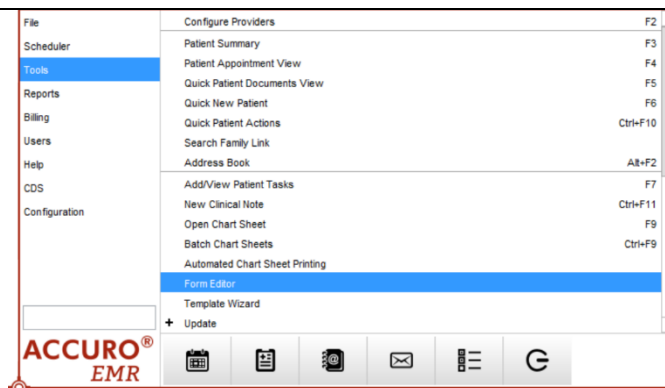 File
Scheduler
Tools
Reports
Billing
Users
Help
CDS
Configuration
Configure Providers F2
Patient Summary F3
Patient Appointment View F4
Quick Patient Documents View F5
Quick New Patient F6
Quick Patient Actions Ctrl+F10
Search Family Link
Address Book Alt+F2
Add/View Patient Tasks F7
New Clinical Note Ctrl+F11
Open Chart Sheet F9
Batch Chart Sheets Ctrl+F9
Automated Chart Sheet Printing
Form Editor
Template Wizard
+ Update
ACCURO®
EMR